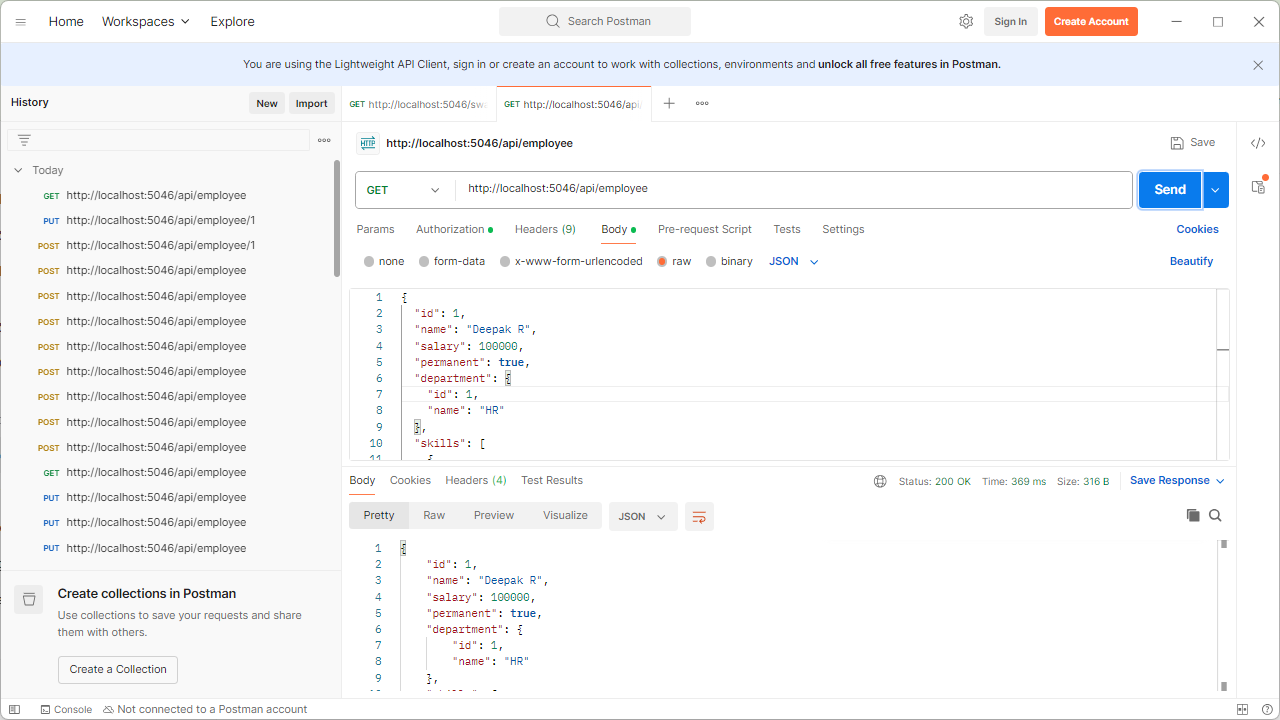 Home Workspaces Explore Search Postman Sign In Create Account
You are using the Lightweight API Client, sign in or create an account to work with collections, environments and unlock all free features in Postman.
History New Import
Today
GET http://localhost:5046/api/employee
PUT http://localhost:5046/api/employee/1
POST http://localhost:5046/api/employee/1
POST http://localhost:5046/api/employee
POST http://localhost:5046/api/employee
POST http://localhost:5046/api/employee
POST http://localhost:5046/api/employee
POST http://localhost:5046/api/employee
POST http://localhost:5046/api/employee
POST http://localhost:5046/api/employee
POST http://localhost:5046/api/employee
GET http://localhost:5046/api/employee
PUT http://localhost:5046/api/employee
PUT http://localhost:5046/api/employee
PUT http://localhost:5046/api/employee
Create collections in Postman
Use collections to save your requests and share
them with others.
Create a Collection
GET http://localhost:5046/sw GET http://localhost:5046/api
HTTP http://localhost:5046/api/employee Save
GET http://localhost:5046/api/employee Send
Params Authorization Headers (9) Body Pre-request Script Tests Settings Cookies
none form-data x-www-form-urlencoded raw binary JSON Beautify
1 {
2 "id": 1,
3 "name": "Deepak R",
4 "salary": 100000,
5 "permanent": true,
6 "department": {
7 "id": 1,
8 "name": "HR"
9 },
10 "skills": [
11 {
Body Cookies Headers (4) Test Results Status: 200 OK Time: 369 ms Size: 316 B Save Response
Pretty Raw Preview Visualize JSON
1 {
2 "id": 1,
3 "name": "Deepak R",
4 "salary": 100000,
5 "permanent": true,
6 "department": {
7 "id": 1,
8 "name": "HR"
9 },
Console Not connected to a Postman account